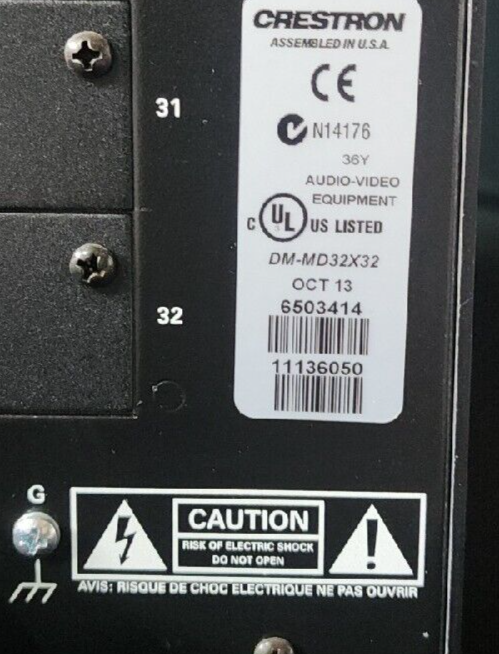 CRESTRON
ASSEMBLED IN U.S.A.
CE
N14176
36Y
AUDIO-VIDEO
EQUIPMENT
C UL US LISTED
DM-MD32X32
OCT 13
6503414
11136050
31
32
G
CAUTION
RISK OF ELECTRIC SHOCK
DO NOT OPEN
AVIS: RISQUE DE CHOC ELECTRIQUE NE PAS OUVRIR